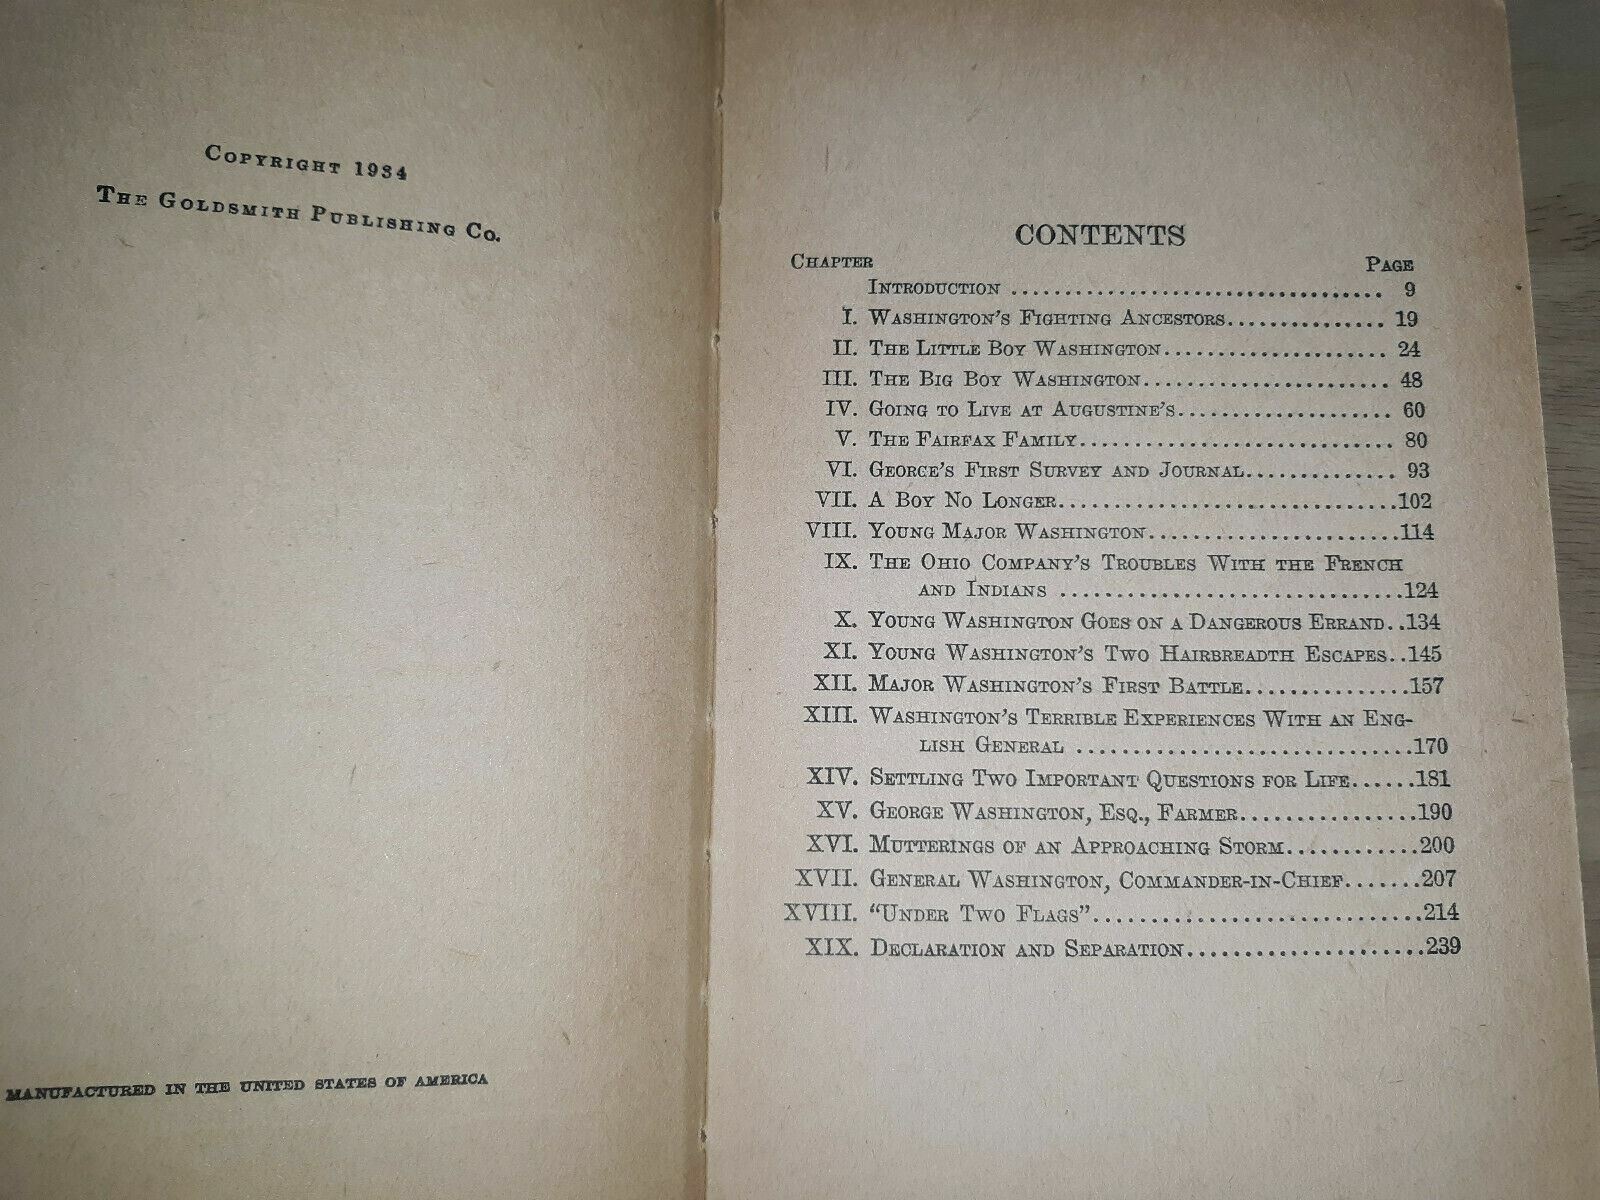 COPYRIGHT 1934
THE GOLDSMITH PUBLISHING CO.
MANUFACTURED IN THE UNITED STATES OF AMERICA
CONTENTS
CHAPTER PAGE
INTRODUCTION .................................. 9
I. WASHINGTON'S FIGHTING ANCESTORS............... 19
II. THE LITTLE BOY WASHINGTON.................... 24
III. THE BIG BOY WASHINGTON...................... 48
IV. GOING TO LIVE AT AUGUSTINE'S................... 60
V. THE FAIRFAX FAMILY............................ 80
VI. GEORGE'S FIRST SURVEY AND JOURNAL.............. 93
VII. A BOY NO LONGER..............................102
VIII. YOUNG MAJOR WASHINGTON.......................114
IX. THE OHIO COMPANY'S TROUBLES WITH THE FRENCH
AND INDIANS ...............................124
X. YOUNG WASHINGTON GOES ON A DANGEROUS ERRAND..134
XI. YOUNG WASHINGTON'S TWO HAIRBREADTH ESCAPES..145
XII. MAJOR WASHINGTON'S FIRST BATTLE...............157
XIII. WASHINGTON'S TERRIBLE EXPERIENCES WITH AN ENG-
LISH GENERAL ..............................170
XIV. SETTLING TWO IMPORTANT QUESTIONS FOR LIFE......181
XV. GEORGE WASHINGTON, ESQ., FARMER................190
XVI. MUTTERINGS OF AN APPROACHING STORM............200
XVII. GENERAL WASHINGTON, COMMANDER-IN-CHIEF.......207
XVIII. "UNDER TWO FLAGS"..............................214
XIX. DECLARATION AND SEPARATION.....................239